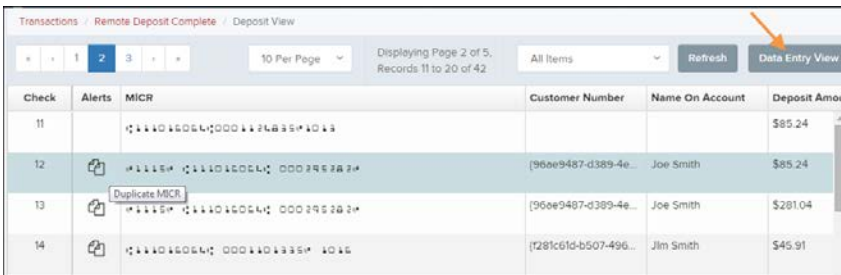 Transactions / Remote Deposit Complete / Deposit View
« ‹ 1 2 3 › » 10 Per Page Displaying Page 2 of 5, All Items Refresh Data Entry View
Records 11 to 20 of 42
Check Alerts MICR Customer Number Name On Account Deposit Amou
11 $85.24
12 {96ae9487-d389-4e... Joe Smith $85.24
Duplicate MICR
13 {96ae9487-d389-4e... Joe Smith $281.04
14 {f281c61d-b507-496... Jim Smith $45.91